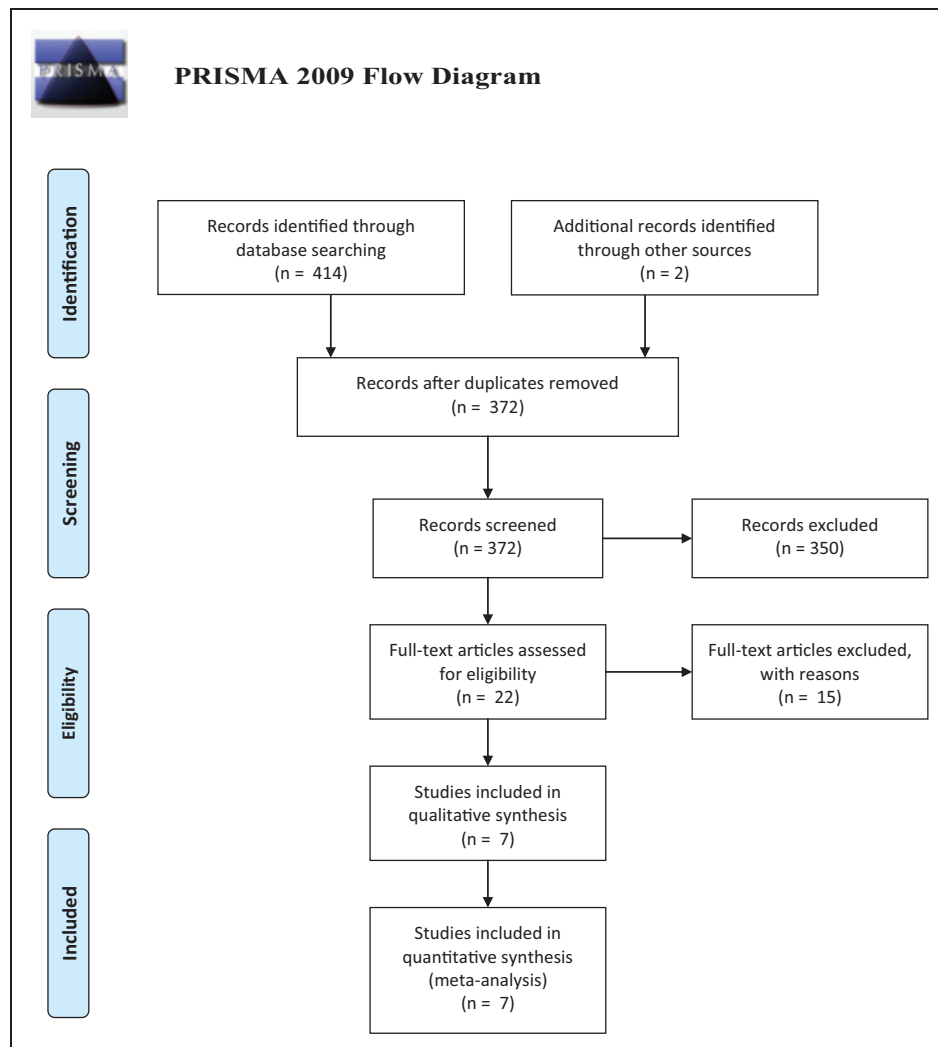 PRISMA
PRISMA 2009 Flow Diagram
Identification
Records identified through
database searching
(n = 414)
Additional records identified
through other sources
(n = 2)
Records after duplicates removed
(n = 372)
Screening
Records screened
(n = 372)
Records excluded
(n = 350)
Eligibility
Full-text articles assessed
for eligibility
(n = 22)
Full-text articles excluded,
with reasons
(n = 15)
Studies included in
qualitative synthesis
(n = 7)
Included
Studies included in
quantitative synthesis
(meta-analysis)
(n = 7)